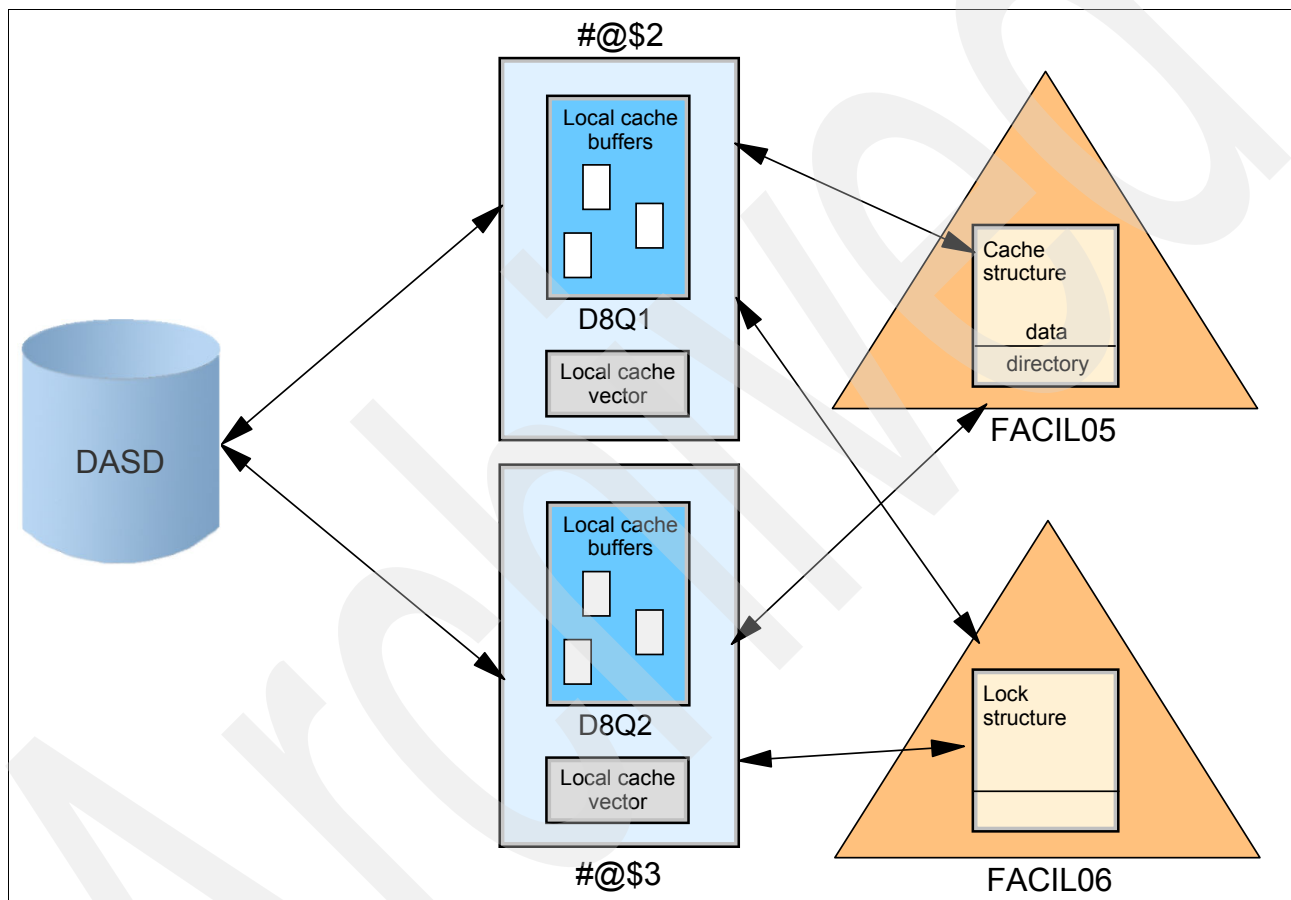 #@$2
Local cache
buffers
D8Q1
Local cache
vector
DASD
Local cache
buffers
D8Q2
Local cache
vector
#@$3
Cache
structure
data
directory
FACIL05
Lock
structure
FACIL06
Archived